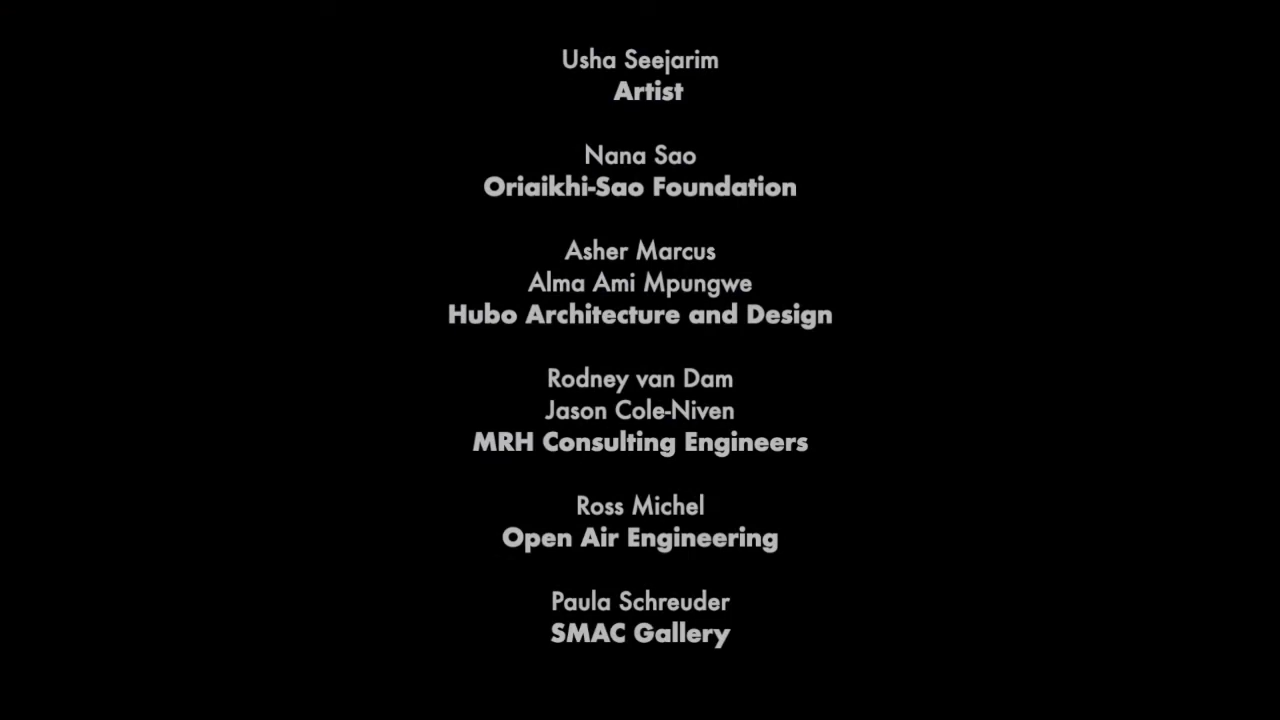 Usha Seejarim
Artist
Nana Sao
Oriaikhi-Sao Foundation
Asher Marcus
Alma Ami Mpungwe
Hubo Architecture and Design
Rodney van Dam
Jason Cole-Niven
MRH Consulting Engineers
Ross Michel
Open Air Engineering
Paula Schreuder
SMAC Gallery